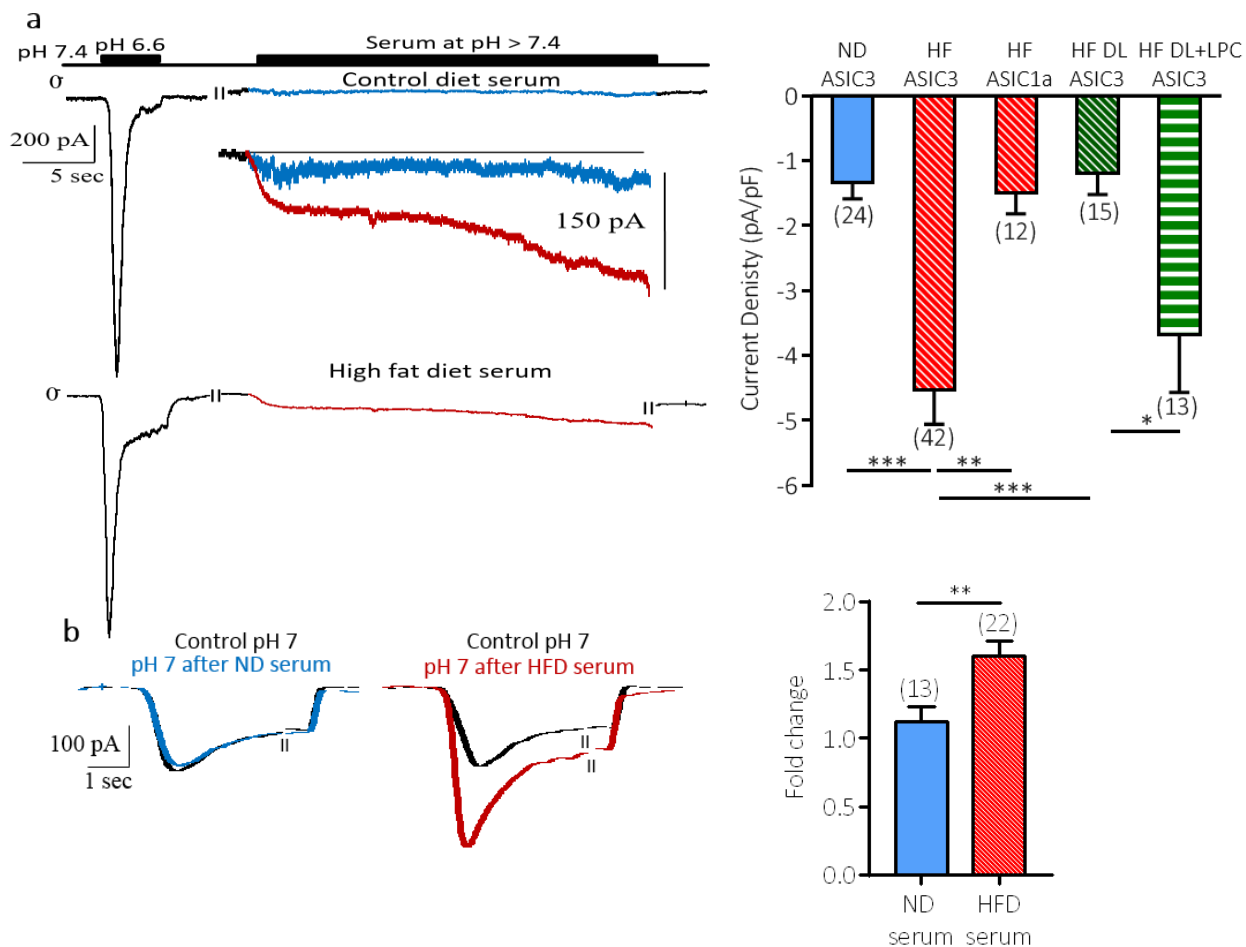 a
pH 7.4 pH 6.6 Serum at pH > 7.4
σ Control diet serum
200 pA
5 sec
150 pA
High fat diet serum
σ
ND HF HF HF DL HF DL+LPC
ASIC3 ASIC3 ASIC1a ASIC3 ASIC3
Current Denisty (pA/pF)
0
-1
-2
-3
-4
-5
-6
(24)
(42)
(12)
(15)
(13)
*** ** *
***
b
Control pH 7
pH 7 after ND serum
100 pA
1 sec
Control pH 7
pH 7 after HFD serum
Fold change
2.0
1.5
1.0
0.5
0.0
**
(13)
(22)
ND HFD
serum serum